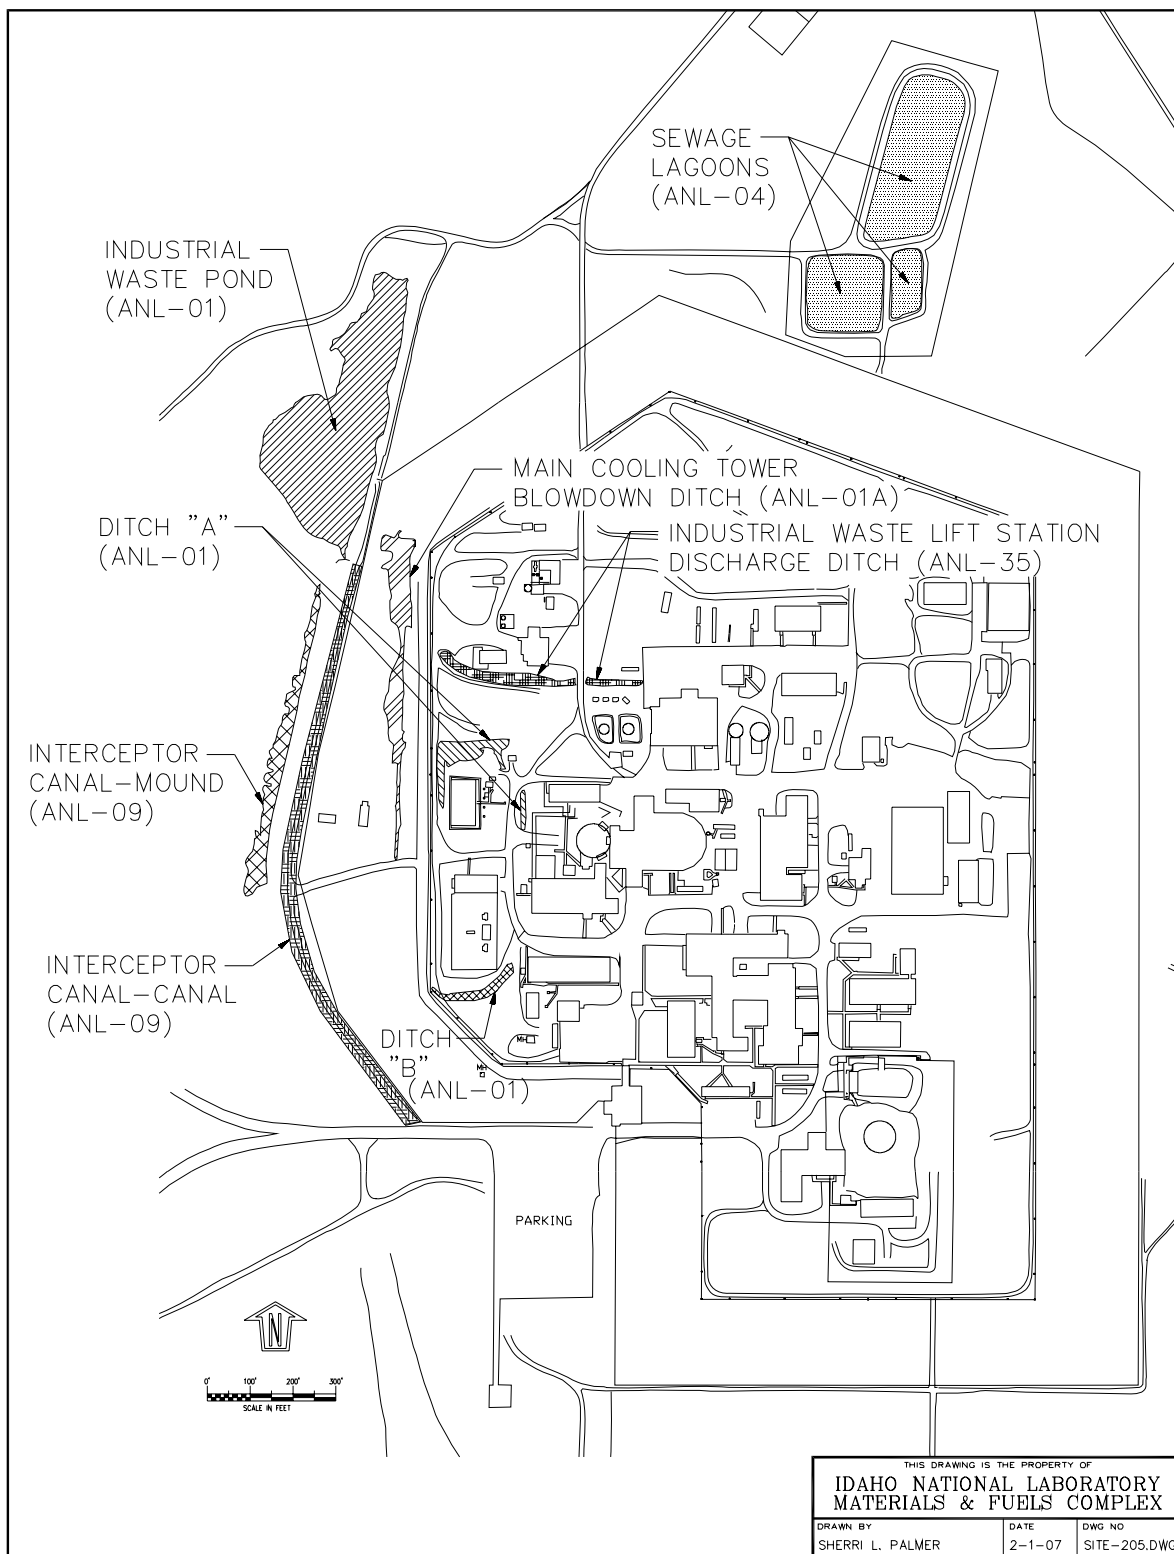 SEWAGE
LAGOONS
(ANL-04)
INDUSTRIAL
WASTE POND
(ANL-01)
MAIN COOLING TOWER
BLOWDOWN DITCH (ANL-01A)
DITCH "A"
(ANL-01)
INDUSTRIAL WASTE LIFT STATION
DISCHARGE DITCH (ANL-35)
INTERCEPTOR
CANAL-MOUND
(ANL-09)
INTERCEPTOR
CANAL-CANAL
(ANL-09)
DITCH
"B"
(ANL-01)
MH
MH
PARKING
N
0' 100' 200' 300'
SCALE IN FEET
THIS DRAWING IS THE PROPERTY OF
IDAHO NATIONAL LABORATORY
MATERIALS & FUELS COMPLEX
DRAWN BY
SHERRI L. PALMER
DATE
2-1-07
DWG NO
SITE-205.DWG